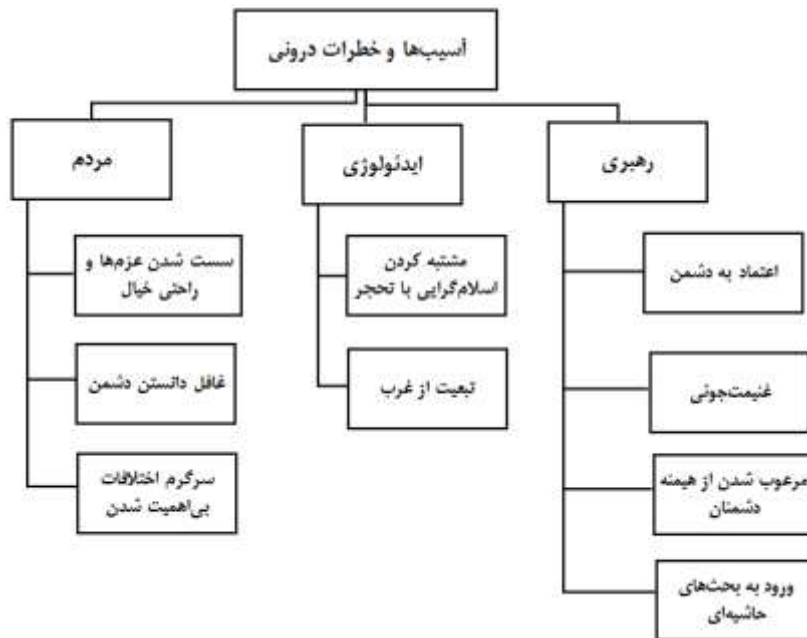 آسیب‌ها و خطرات درونی
رهبری
ایدئولوژی
مردم
اعتماد به دشمن
غنیمت‌جوئی
مرعوب شدن از هیمنه
دشمنان
ورود به بحث‌های
حاشیه‌ای
مشتبه کردن
اسلام‌گرایی با تحجر
تبعیت از غرب
سست شدن عزم‌ها و
راحتی خیال
غافل دانستن دشمن
سرگرم اختلافات
بی‌اهمیت شدن